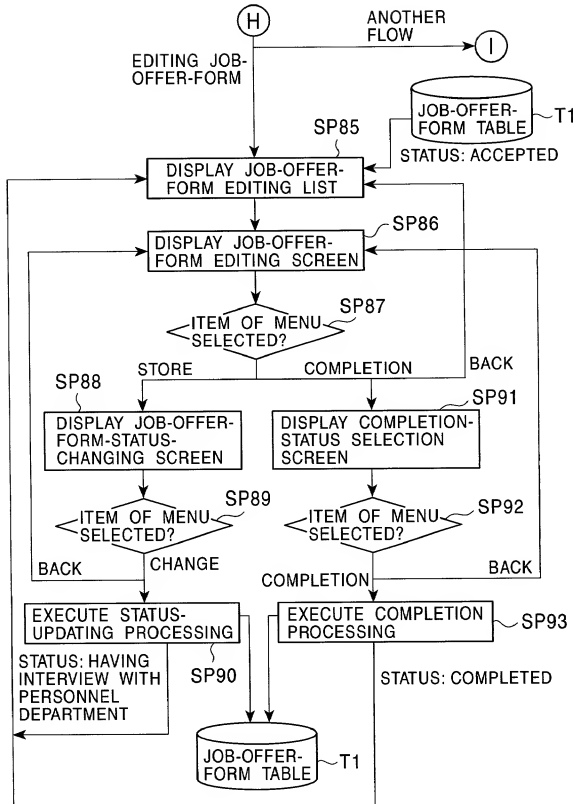 H
ANOTHER
FLOW
I
EDITING JOB-
OFFER-FORM
JOB-OFFER-
FORM TABLE
T1
STATUS: ACCEPTED
SP85
DISPLAY JOB-OFFER-
FORM EDITING LIST
SP86
DISPLAY JOB-OFFER-
FORM EDITING SCREEN
SP87
ITEM OF MENU
SELECTED?
STORE
COMPLETION
BACK
SP88
DISPLAY JOB-OFFER-
FORM-STATUS-
CHANGING SCREEN
SP91
DISPLAY COMPLETION-
STATUS SELECTION
SCREEN
SP89
ITEM OF MENU
SELECTED?
SP92
ITEM OF MENU
SELECTED?
BACK
CHANGE
COMPLETION
BACK
EXECUTE STATUS-
UPDATING PROCESSING
SP90
EXECUTE COMPLETION
PROCESSING
SP93
STATUS: HAVING
INTERVIEW WITH
PERSONNEL
DEPARTMENT
STATUS: COMPLETED
JOB-OFFER-
FORM TABLE
T1